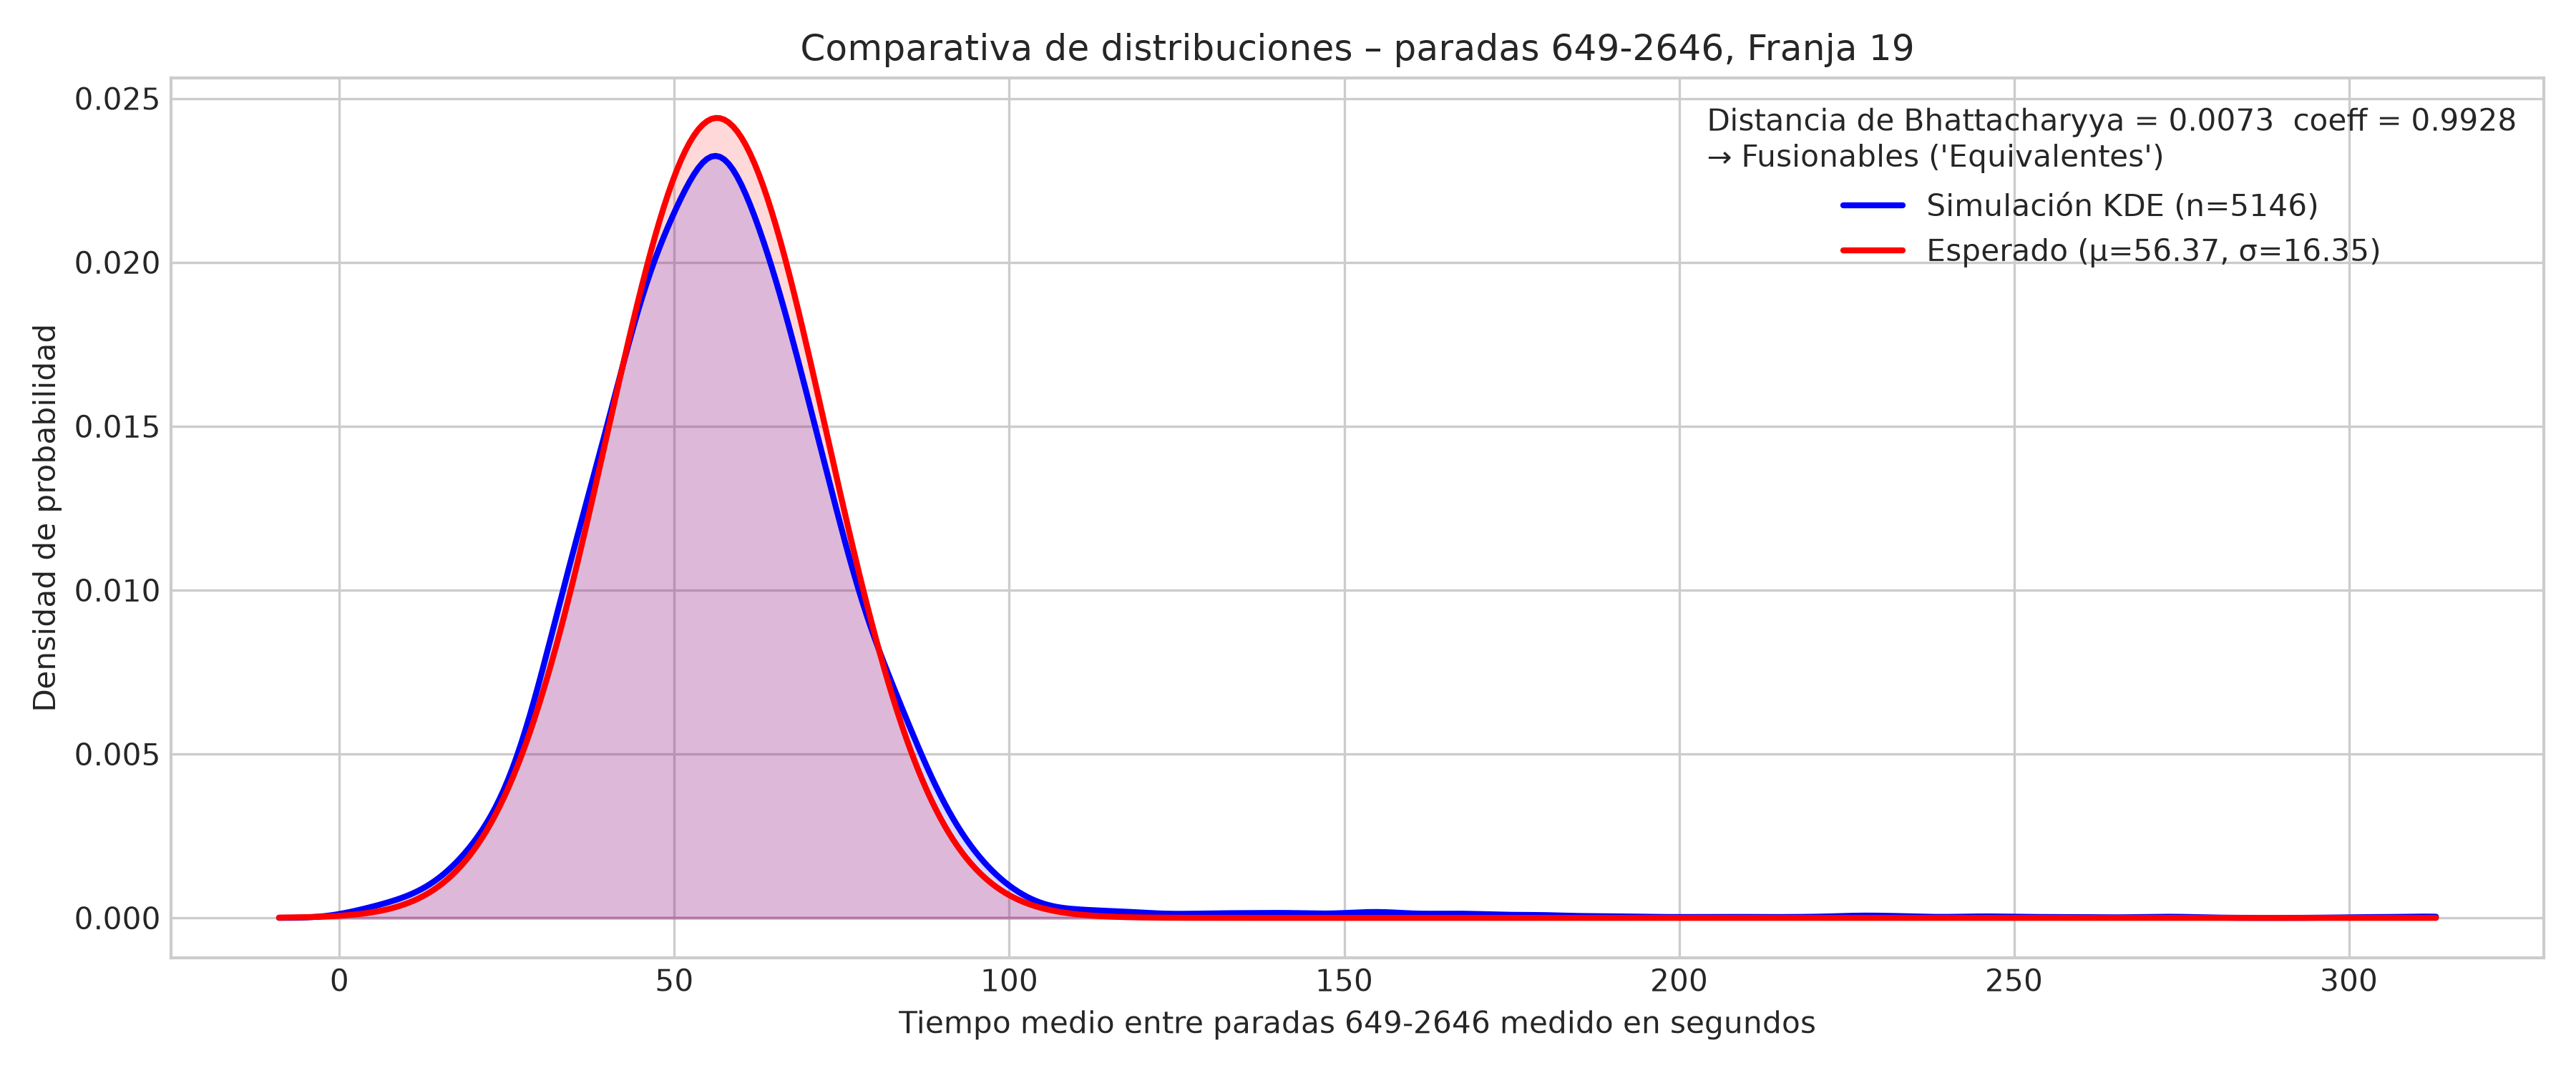 Comparativa de distribuciones – paradas 649-2646, Franja 19
Distancia de Bhattacharyya = 0.0073  coeff = 0.9928
→ Fusionables ('Equivalentes')
Simulación KDE (n=5146)
Esperado (μ=56.37, σ=16.35)
Densidad de probabilidad
0.025
0.020
0.015
0.010
0.005
0.000
0 50 100 150 200 250 300
Tiempo medio entre paradas 649-2646 medido en segundos